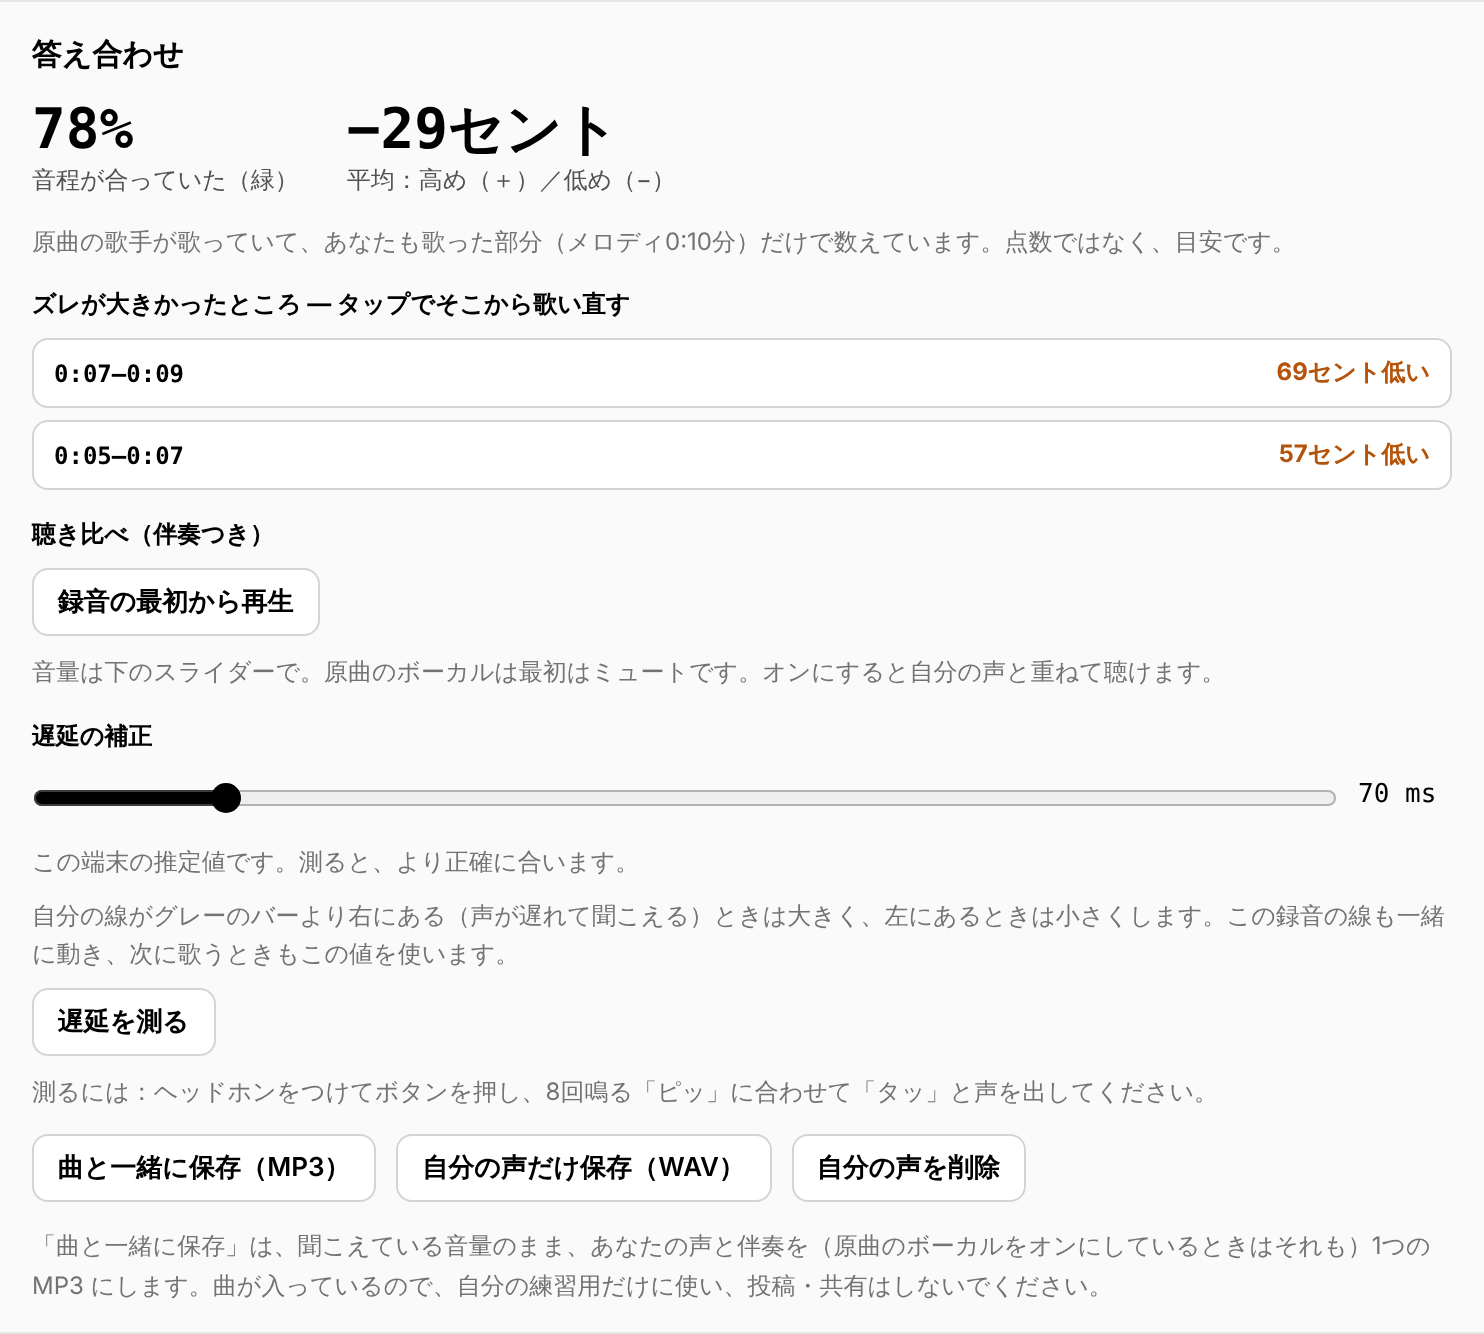 答え合わせ
78%
−29セント
音程が合っていた（緑）
平均：高め（＋）／低め（−）
原曲の歌手が歌っていて、あなたも歌った部分（メロディ0:10分）だけで数えています。点数ではなく、目安です。
ズレが大きかったところ — タップでそこから歌い直す
0:07–0:09
69セント低い
0:05–0:07
57セント低い
聴き比べ（伴奏つき）
録音の最初から再生
音量は下のスライダーで。原曲のボーカルは最初はミュートです。オンにすると自分の声と重ねて聴けます。
遅延の補正
70 ms
この端末の推定値です。測ると、より正確に合います。
自分の線がグレーのバーより右にある（声が遅れて聞こえる）ときは大きく、左にあるときは小さくします。この録音の線も一緒
に動き、次に歌うときもこの値を使います。
遅延を測る
測るには：ヘッドホンをつけてボタンを押し、8回鳴る「ピッ」に合わせて「タッ」と声を出してください。
曲と一緒に保存（MP3）
自分の声だけ保存（WAV）
自分の声を削除
「曲と一緒に保存」は、聞こえている音量のまま、あなたの声と伴奏を（原曲のボーカルをオンにしているときはそれも）1つの
MP3 にします。曲が入っているので、自分の練習用だけに使い、投稿・共有はしないでください。